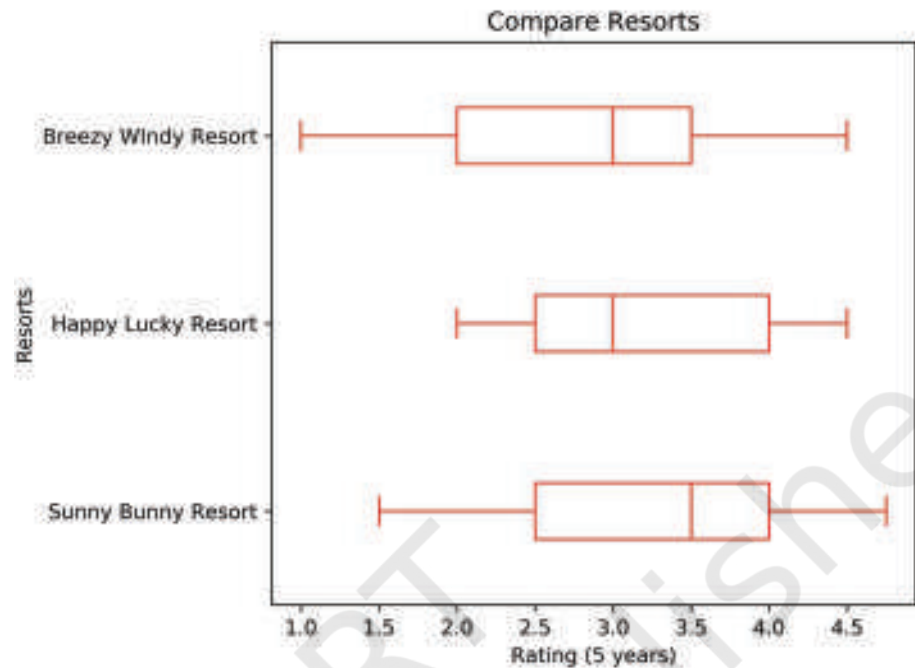 Compare Resorts
Breezy WIndy Resort
Happy Lucky Resort
Sunny Bunny Resort
Resorts
1.0 1.5 2.0 2.5 3.0 3.5 4.0 4.5
Rating (5 years)